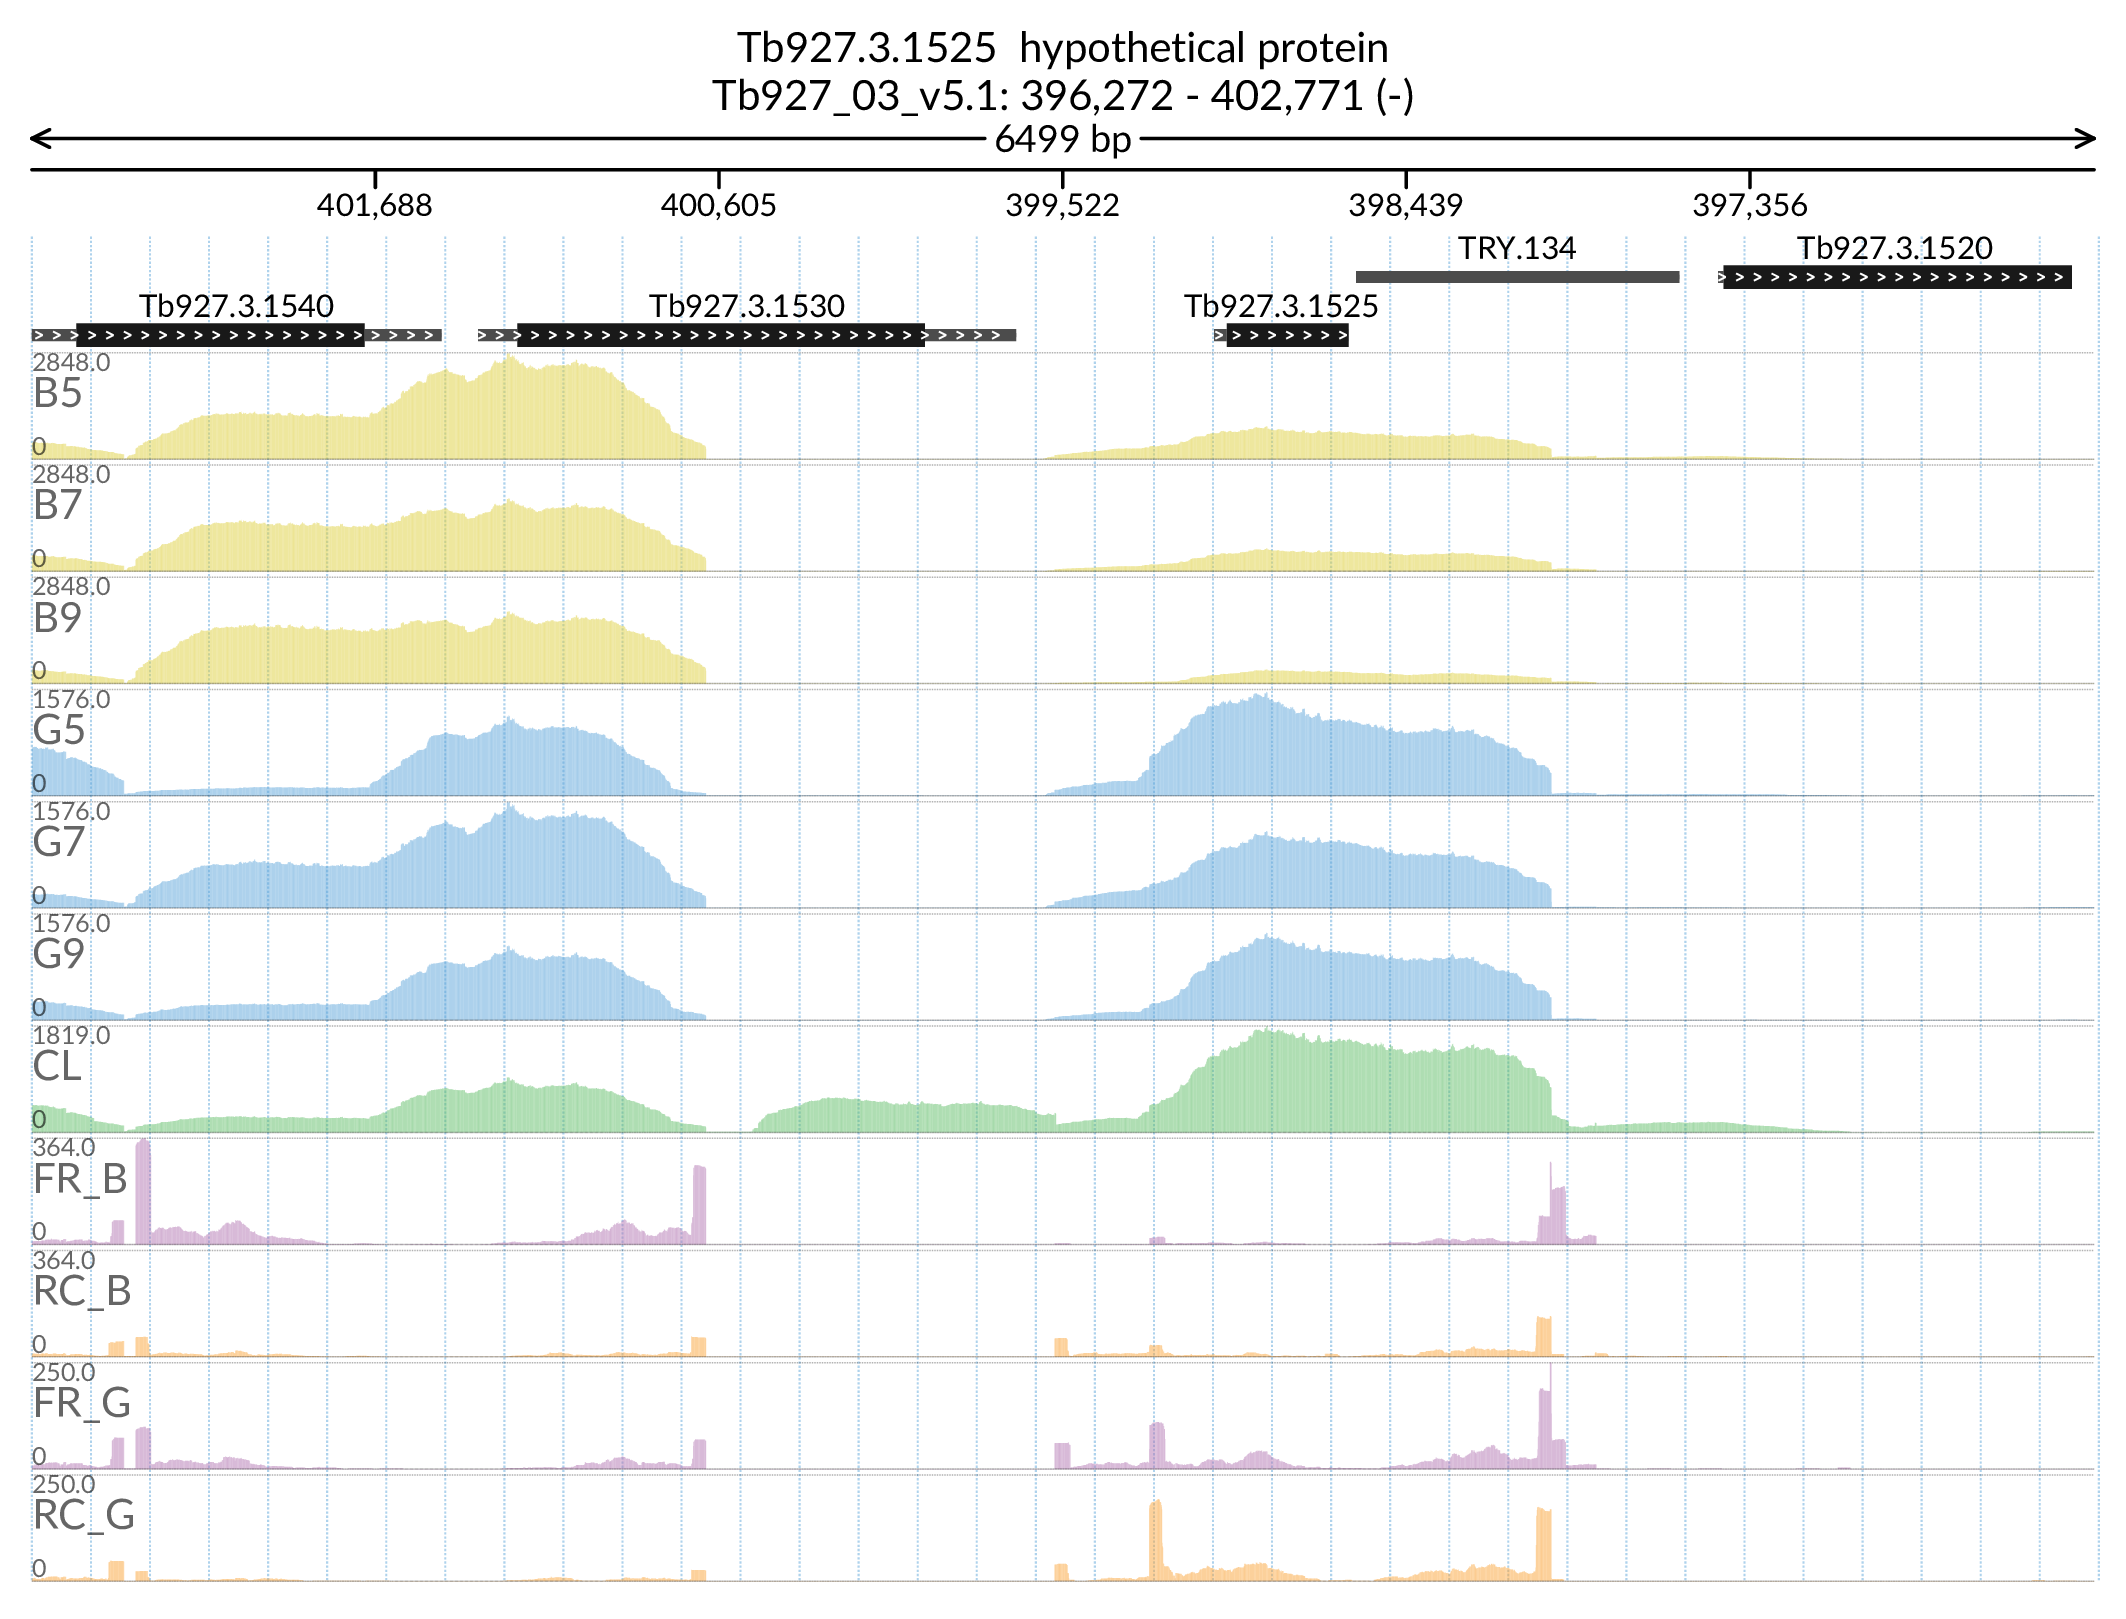 Tb927.3.1525 hypothetical protein
Tb927_03_v5.1: 396,272 - 402,771 (-)
6499 bp
401,688 400,605 399,522 398,439 397,356
TRY.134 Tb927.3.1520
Tb927.3.1540 Tb927.3.1530 Tb927.3.1525
2848.0
B5
0
2848.0
B7
0
2848.0
B9
0
1576.0
G5
0
1576.0
G7
0
1576.0
G9
0
1819.0
CL
0
364.0
FR_B
0
364.0
RC_B
0
250.0
FR_G
0
250.0
RC_G
0